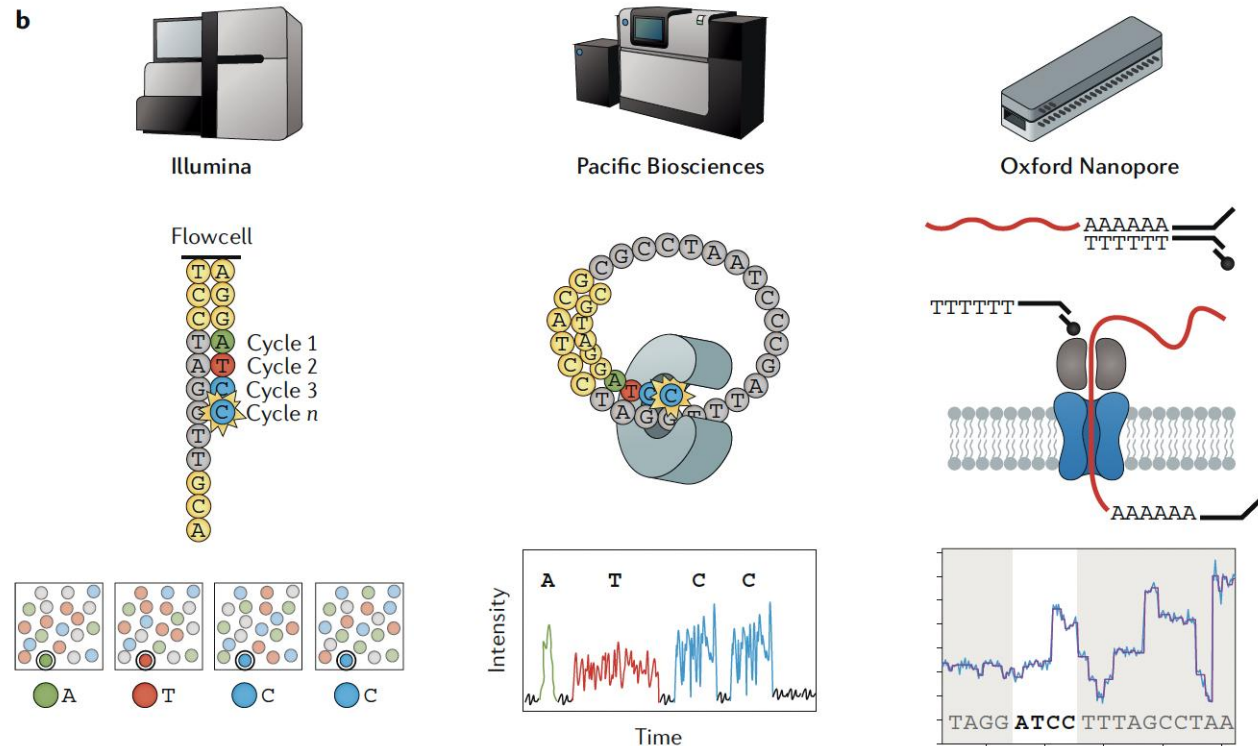 b
Illumina
Pacific Biosciences
Oxford Nanopore
Flowcell
T A
C G
C G
T A Cycle 1
A T Cycle 2
G C Cycle 3
G C Cycle n
T
T
G
C
A
A
T
C
C
C G C C T A A T C C C G A T T T
G C A T C C
C G T A G G A T C C
T A G G
A T C C
Intensity
Time
AAAAAA
TTTTTT
TTTTTT
AAAAAA
TAGG ATCC TTTAGCCTAA